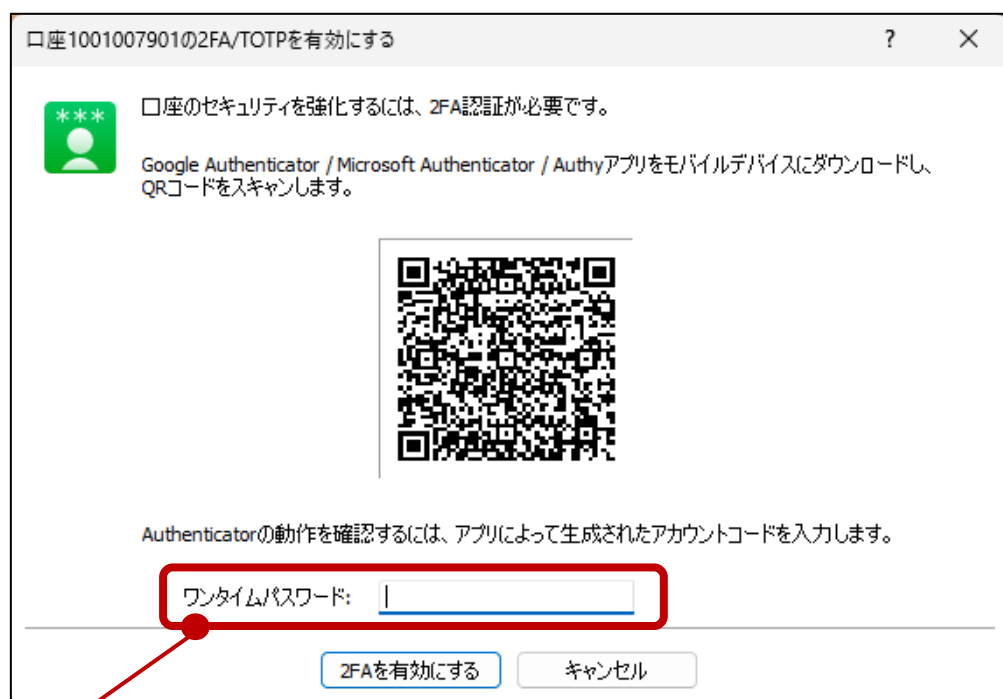 口座1001007901の2FA/TOTPを有効にする ? ×
***
口座のセキュリティを強化するには、2FA認証が必要です。
Google Authenticator / Microsoft Authenticator / Authyアプリをモバイルデバイスにダウンロードし、
QRコードをスキャンします。
Authenticatorの動作を確認するには、アプリによって生成されたアカウントコードを入力します。
ワンタイムパスワード:
2FAを有効にする キャンセル